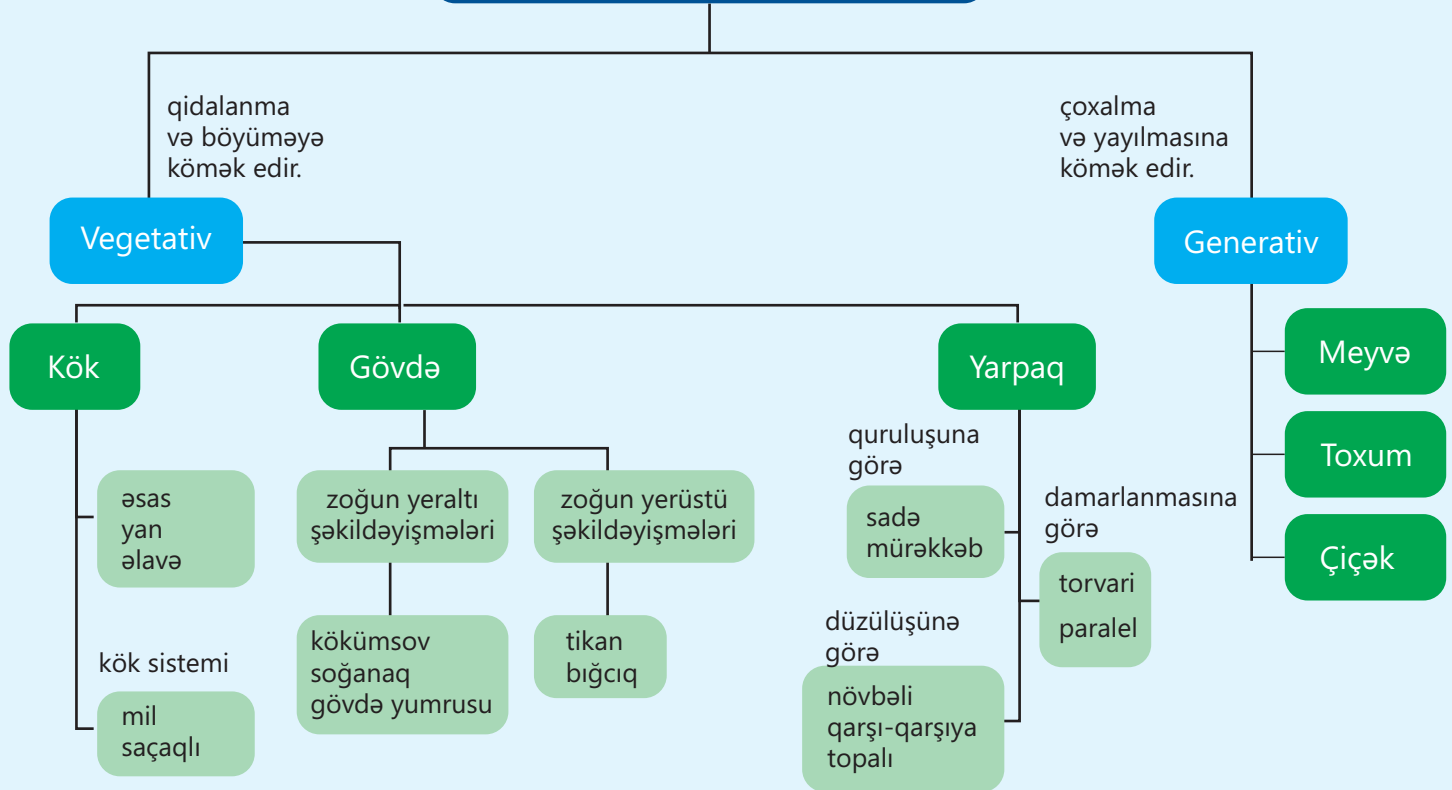 qidalanma
və böyüməyə
kömək edir.
çoxalma
və yayılmasına
kömək edir.
Vegetativ
Generativ
Kök
Gövdə
Yarpaq
Meyvə
Toxum
Çiçək
əsas
yan
əlavə
kök sistemi
mil
saçaqlı
zoğun yeraltı
şəkildəyişmələri
kökümsov
soğanaq
gövdə yumrusu
zoğun yerüstü
şəkildəyişmələri
tikan
bığcıq
quruluşuna
görə
sadə
mürəkkəb
damarlanmasına
görə
torvari
paralel
düzülüşünə
görə
növbəli
qarşı-qarşıya
topalı